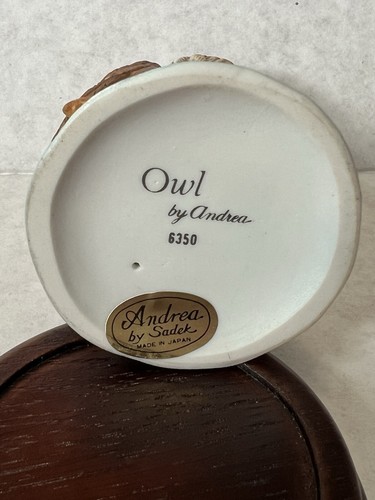 Owl
by Andrea
6350
Andrea
by Sadek
MADE IN JAPAN